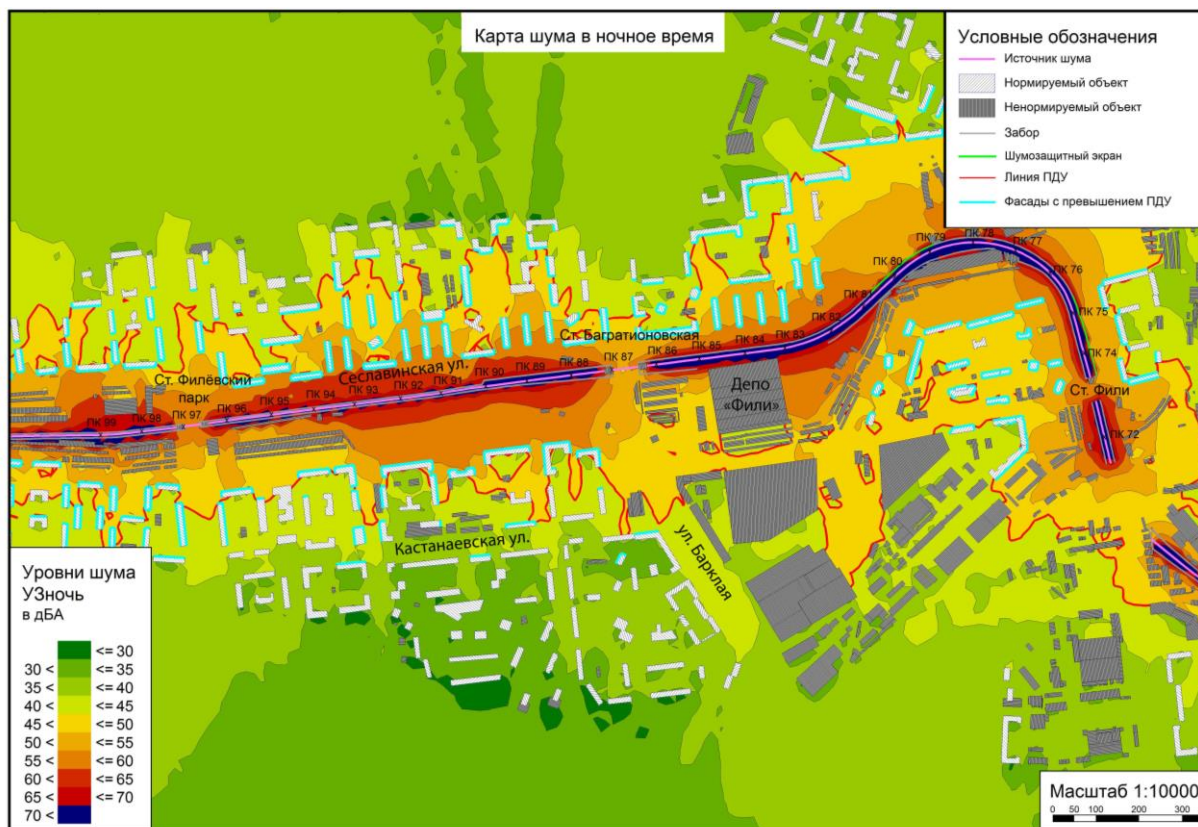 Карта шума в ночное время
Условные обозначения
Источник шума
Нормируемый объект
Ненормируемый объект
Забор
Шумозащитный экран
Линия ПДУ
Фасады с превышением ПДУ
ПК 79
ПК 78
ПК 77
ПК 80
ПК 76
ПК 81
ПК 75
ПК 82
Ст. Багратионовская
ПК 83
ПК 84
ПК 85
ПК 86
ПК 87
ПК 88
ПК 89
ПК 90
ПК 91
ПК 92
ПК 93
ПК 94
ПК 95
ПК 96
ПК 97
ПК 98
ПК 99
ПК 74
Сеславинская ул.
Ст. Филёвский
парк
Депо
«Фили»
Ст. Фили
ПК 72
Кастанаевская ул.
ул. Барклая
Уровни шума
УЗночь
в дБА
<= 30
30 < <= 35
35 < <= 40
40 < <= 45
45 < <= 50
50 < <= 55
55 < <= 60
60 < <= 65
65 < <= 70
70 <
Масштаб 1:10000
0 50 100 200 300